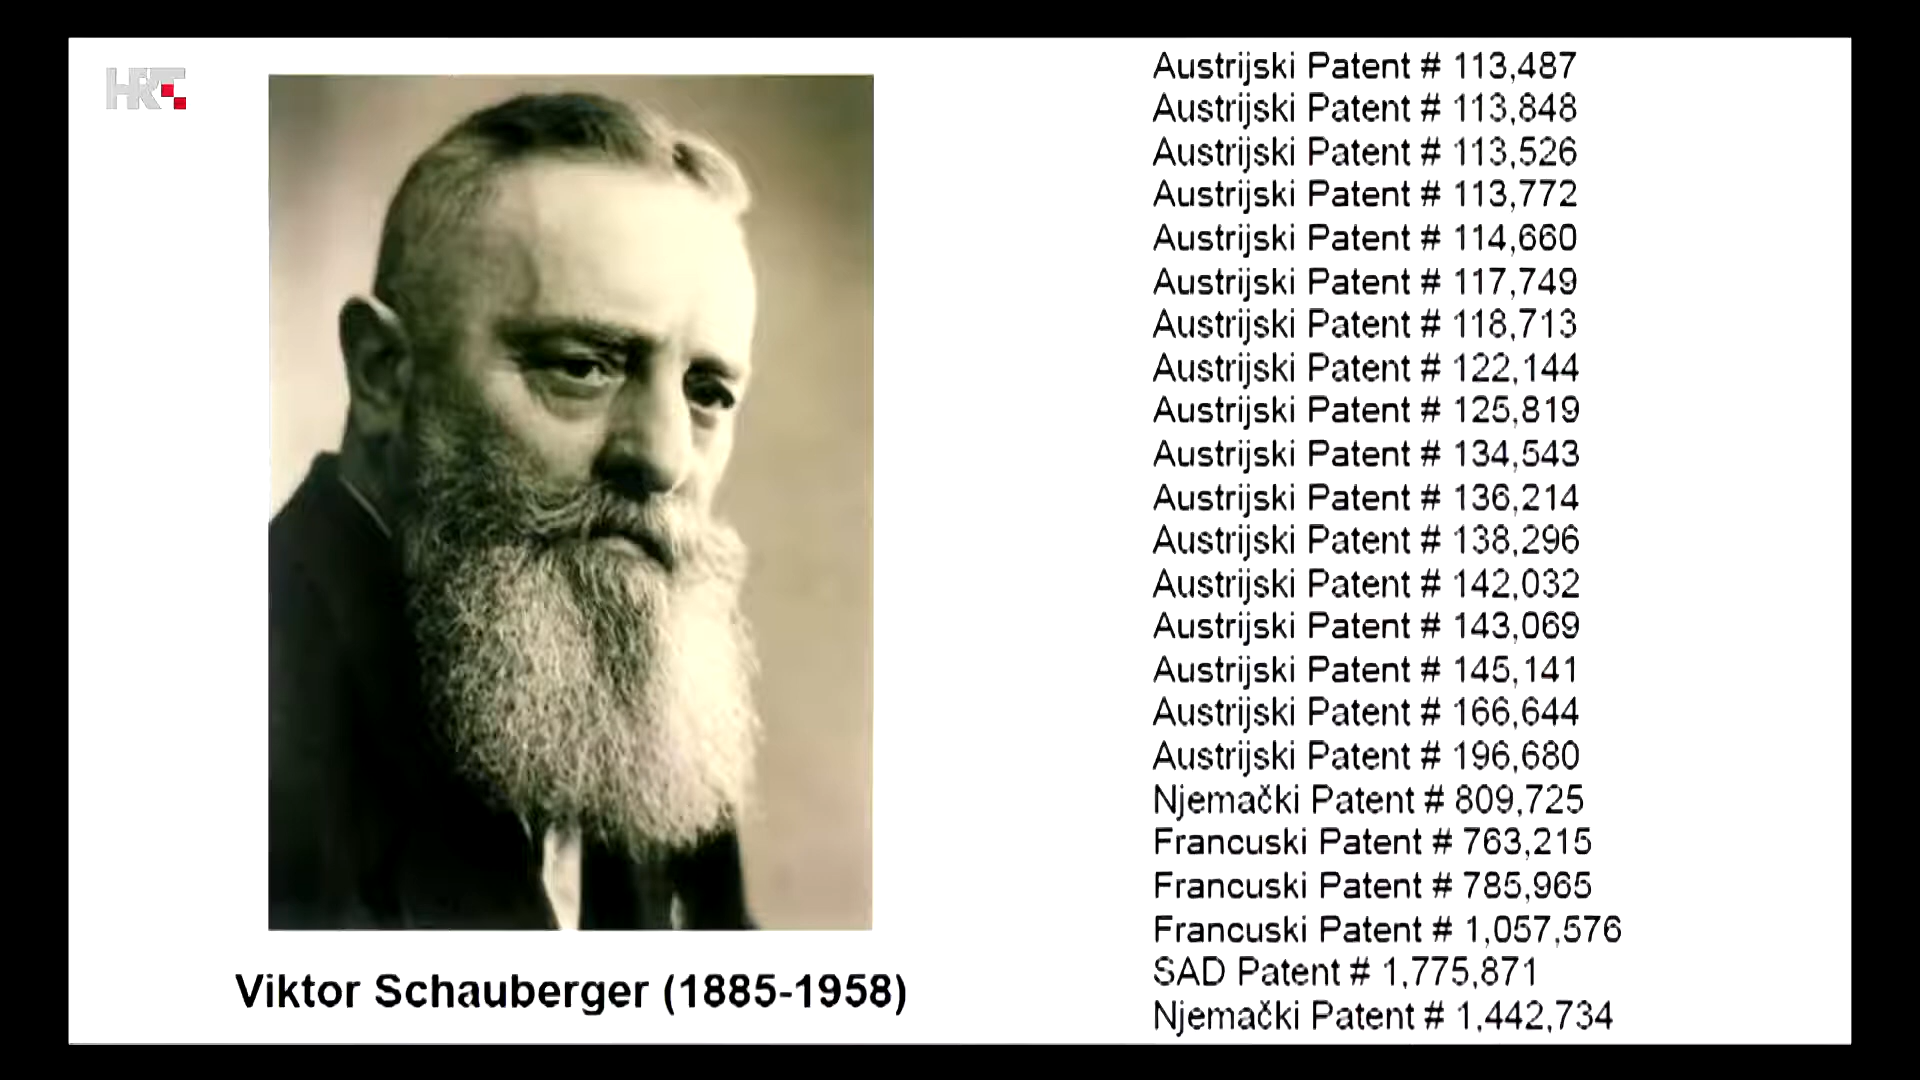 HRT
Viktor Schauberger (1885-1958)
Austrijski Patent # 113,487
Austrijski Patent # 113,848
Austrijski Patent # 113,526
Austrijski Patent # 113,772
Austrijski Patent # 114,660
Austrijski Patent # 117,749
Austrijski Patent # 118,713
Austrijski Patent # 122,144
Austrijski Patent # 125,819
Austrijski Patent # 134,543
Austrijski Patent # 136,214
Austrijski Patent # 138,296
Austrijski Patent # 142,032
Austrijski Patent # 143,069
Austrijski Patent # 145,141
Austrijski Patent # 166,644
Austrijski Patent # 196,680
Njemački Patent # 809,725
Francuski Patent # 763,215
Francuski Patent # 785,965
Francuski Patent # 1,057,576
SAD Patent # 1,775,871
Njemački Patent # 1,442,734